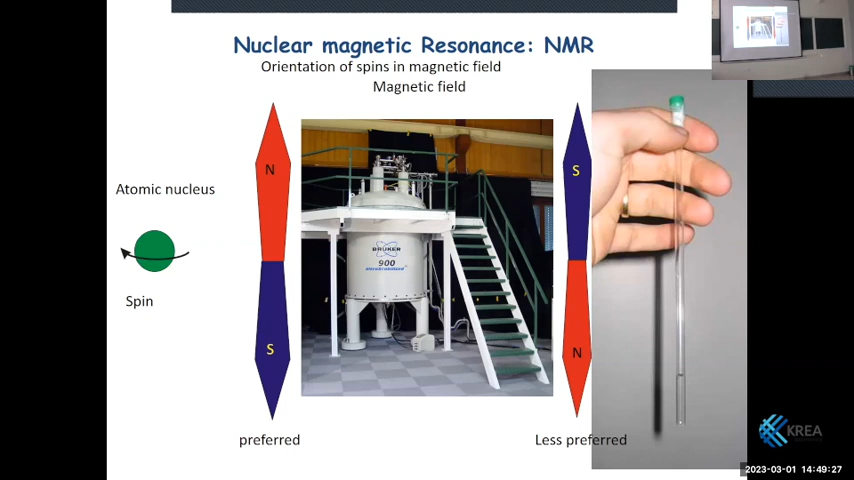 Nuclear magnetic Resonance: NMR
Orientation of spins in magnetic field
Magnetic field
N
S
Atomic nucleus
BRUKER
900
Spin
S
N
preferred
Less preferred
KREA
2023-03-01 14:49:27